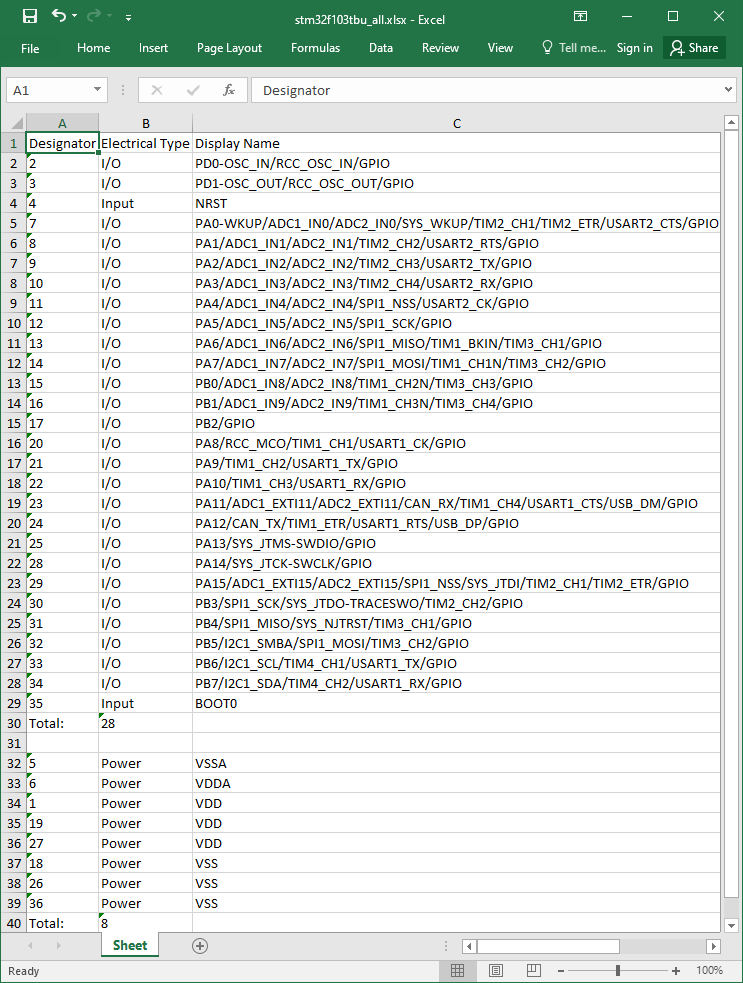 stm32f103tbu_all.xlsx - Excel
File Home Insert Page Layout Formulas Data Review View Tell me... Sign in Share
A1 fx Designator
A B C
1 Designator Electrical Type Display Name
2 2 I/O PD0-OSC_IN/RCC_OSC_IN/GPIO
3 3 I/O PD1-OSC_OUT/RCC_OSC_OUT/GPIO
4 4 Input NRST
5 7 I/O PA0-WKUP/ADC1_IN0/ADC2_IN0/SYS_WKUP/TIM2_CH1/TIM2_ETR/USART2_CTS/GPIO
6 8 I/O PA1/ADC1_IN1/ADC2_IN1/TIM2_CH2/USART2_RTS/GPIO
7 9 I/O PA2/ADC1_IN2/ADC2_IN2/TIM2_CH3/USART2_TX/GPIO
8 10 I/O PA3/ADC1_IN3/ADC2_IN3/TIM2_CH4/USART2_RX/GPIO
9 11 I/O PA4/ADC1_IN4/ADC2_IN4/SPI1_NSS/USART2_CK/GPIO
10 12 I/O PA5/ADC1_IN5/ADC2_IN5/SPI1_SCK/GPIO
11 13 I/O PA6/ADC1_IN6/ADC2_IN6/SPI1_MISO/TIM1_BKIN/TIM3_CH1/GPIO
12 14 I/O PA7/ADC1_IN7/ADC2_IN7/SPI1_MOSI/TIM1_CH1N/TIM3_CH2/GPIO
13 15 I/O PB0/ADC1_IN8/ADC2_IN8/TIM1_CH2N/TIM3_CH3/GPIO
14 16 I/O PB1/ADC1_IN9/ADC2_IN9/TIM1_CH3N/TIM3_CH4/GPIO
15 17 I/O PB2/GPIO
16 20 I/O PA8/RCC_MCO/TIM1_CH1/USART1_CK/GPIO
17 21 I/O PA9/TIM1_CH2/USART1_TX/GPIO
18 22 I/O PA10/TIM1_CH3/USART1_RX/GPIO
19 23 I/O PA11/ADC1_EXTI11/ADC2_EXTI11/CAN_RX/TIM1_CH4/USART1_CTS/USB_DM/GPIO
20 24 I/O PA12/CAN_TX/TIM1_ETR/USART1_RTS/USB_DP/GPIO
21 25 I/O PA13/SYS_JTMS-SWDIO/GPIO
22 28 I/O PA14/SYS_JTCK-SWCLK/GPIO
23 29 I/O PA15/ADC1_EXTI15/ADC2_EXTI15/SPI1_NSS/SYS_JTDI/TIM2_CH1/TIM2_ETR/GPIO
24 30 I/O PB3/SPI1_SCK/SYS_JTDO-TRACESWO/TIM2_CH2/GPIO
25 31 I/O PB4/SPI1_MISO/SYS_NJTRST/TIM3_CH1/GPIO
26 32 I/O PB5/I2C1_SMBA/SPI1_MOSI/TIM3_CH2/GPIO
27 33 I/O PB6/I2C1_SCL/TIM4_CH1/USART1_TX/GPIO
28 34 I/O PB7/I2C1_SDA/TIM4_CH2/USART1_RX/GPIO
29 35 Input BOOT0
30 Total: 28
31
32 5 Power VSSA
33 6 Power VDDA
34 1 Power VDD
35 19 Power VDD
36 27 Power VDD
37 18 Power VSS
38 26 Power VSS
39 36 Power VSS
40 Total: 8
Sheet
Ready 100%